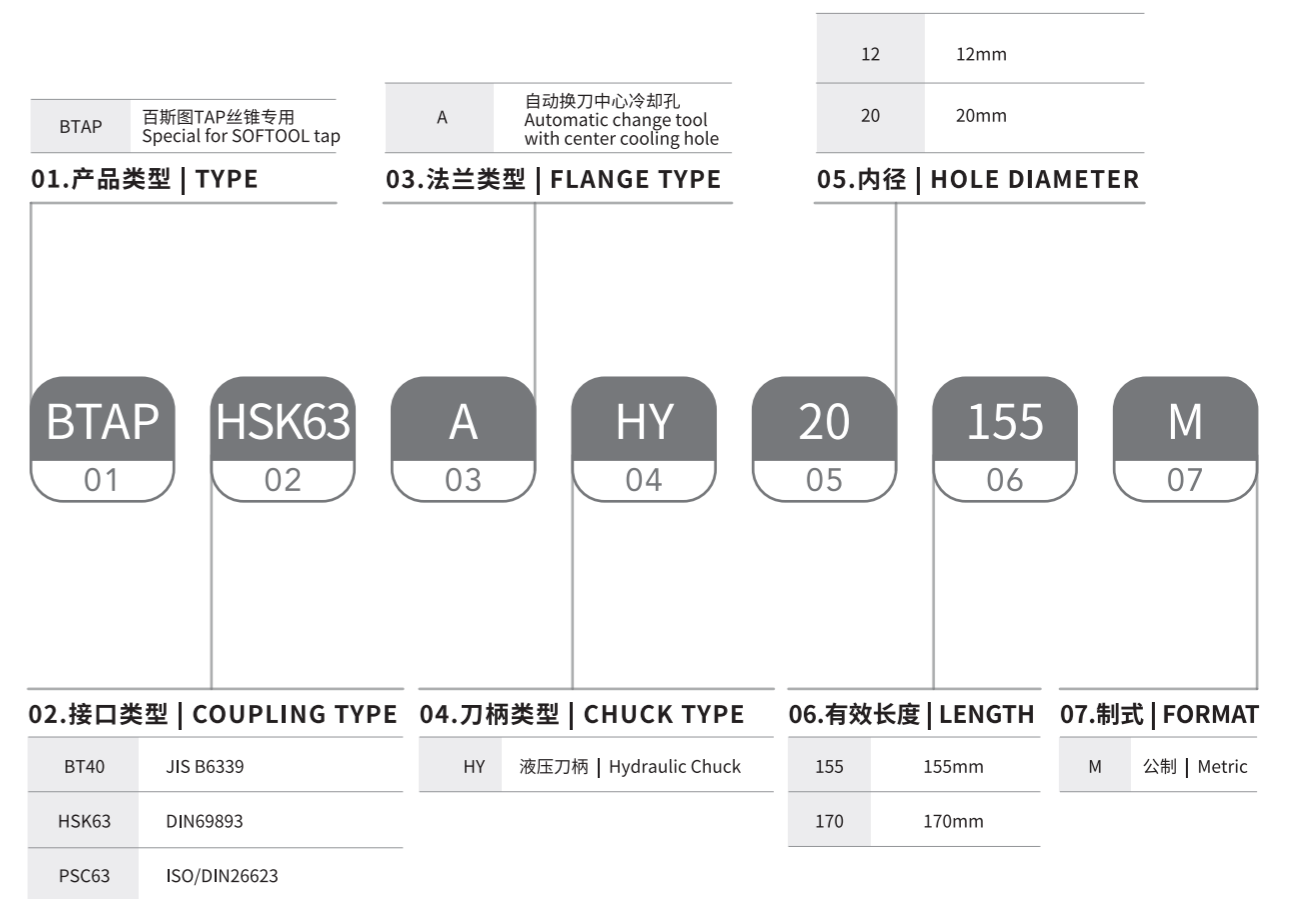 BTAP 百斯图TAP丝锥专用
Special for SOFTOOL tap
01.产品类型 | TYPE
A 自动换刀中心冷却孔
Automatic change tool
with center cooling hole
03.法兰类型 | FLANGE TYPE
12 12mm
20 20mm
05.内径 | HOLE DIAMETER
BTAP HSK63 A HY 20 155 M
01 02 03 04 05 06 07
02.接口类型 | COUPLING TYPE
BT40 JIS B6339
HSK63 DIN69893
PSC63 ISO/DIN26623
04.刀柄类型 | CHUCK TYPE
HY 液压刀柄 | Hydraulic Chuck
06.有效长度 | LENGTH
155 155mm
170 170mm
07.制式 | FORMAT
M 公制 | Metric